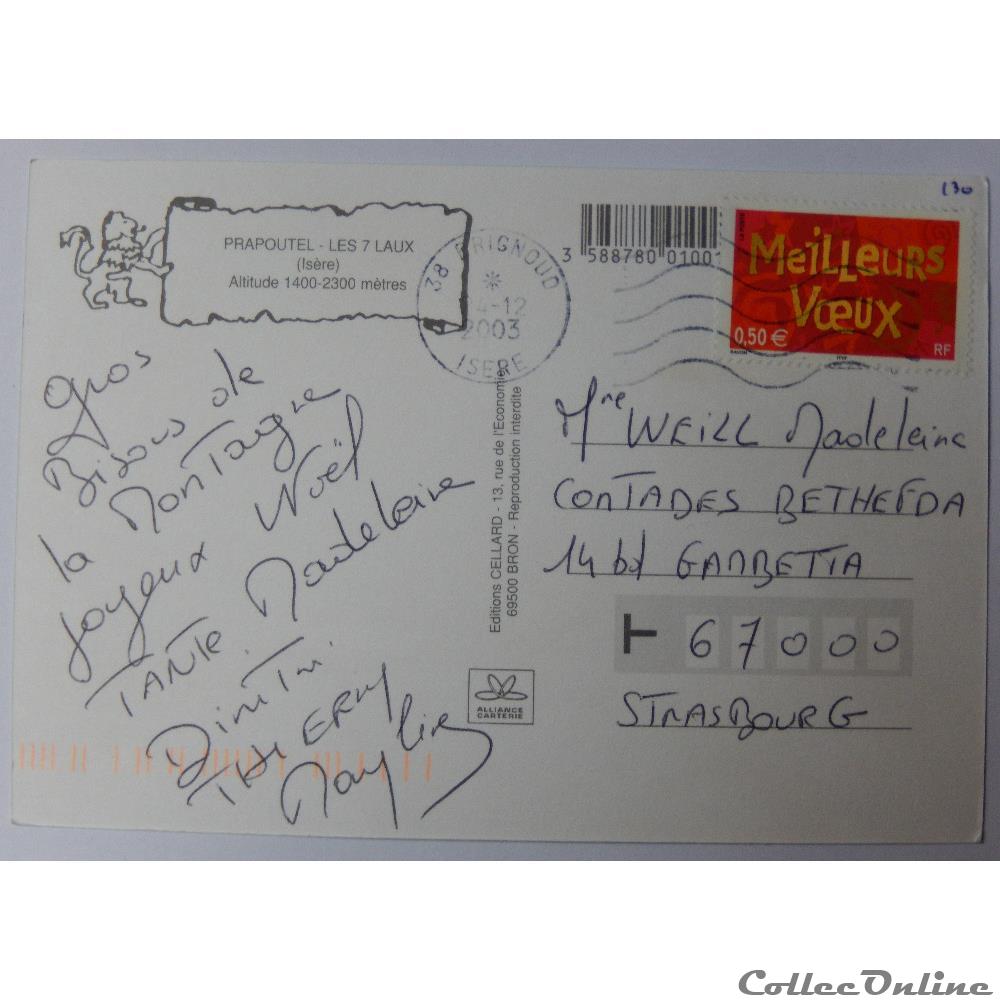 130
PRAPOUTEL - LES 7 LAUX
(Isère)
Altitude 1400-2300 mètres
38 BRIGNOUD
*
04-12
2003
ISERE
3 588780 01001
MeiLLeuRS
VœuX
0,50 €
RF
gros
Bisous de
la Montagne
Joyeux Noël
TANTE Madeleine
Dimitri
THIERRY
Maylis
Editions CELLARD - 13, rue de l'Economie
69500 BRON - Reproduction interdite
ALLIANCE
CARTERIE
Mme WEILL Madeleine
CONTADES BETHESDA
14 bd GAMBETTA
67000
STRASBOURG
CollecOnline